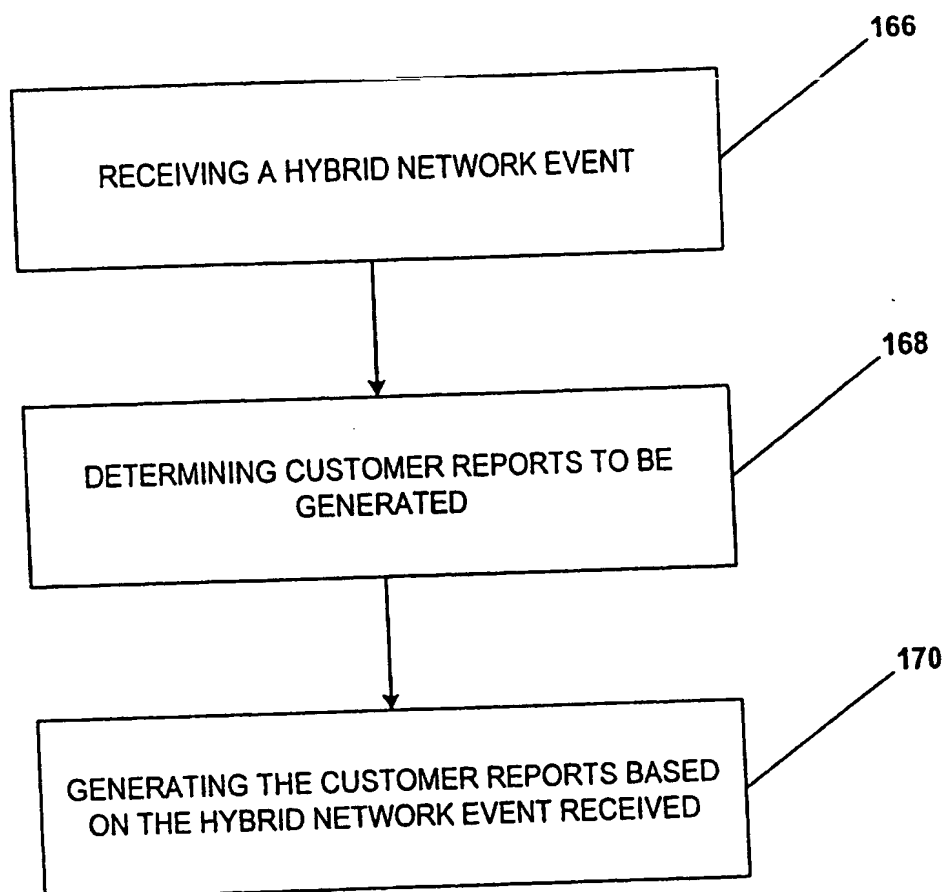 166
RECEIVING A HYBRID NETWORK EVENT
168
DETERMINING CUSTOMER REPORTS TO BE
GENERATED
170
GENERATING THE CUSTOMER REPORTS BASED
ON THE HYBRID NETWORK EVENT RECEIVED